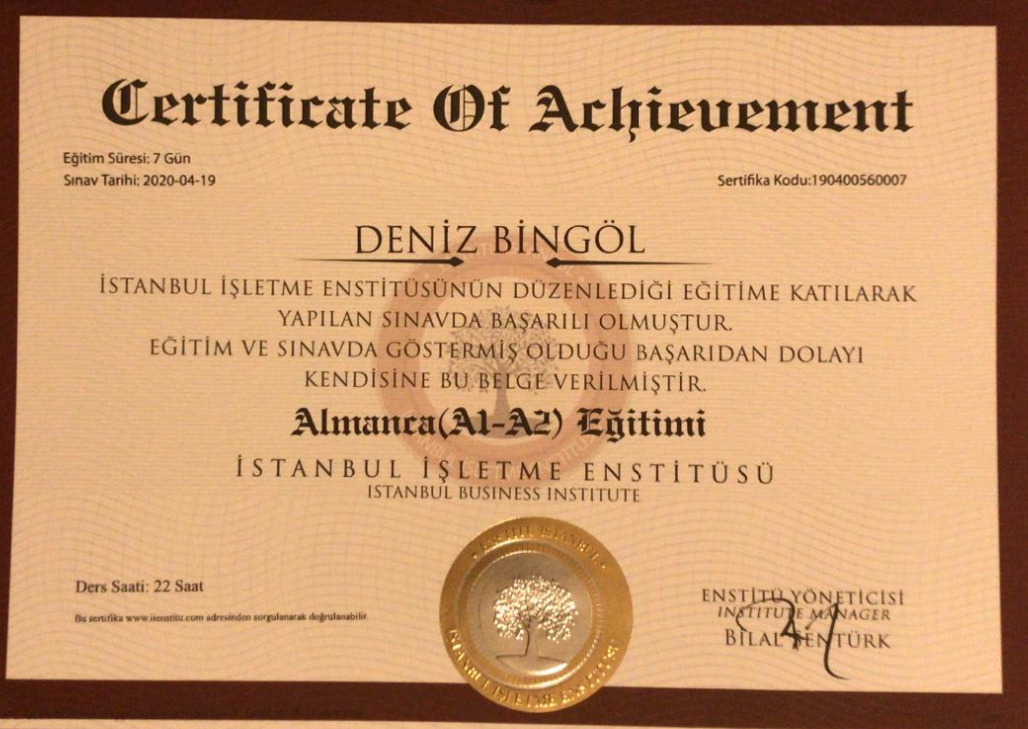 Certificate Of Achievement
Eğitim Süresi: 7 Gün
Sınav Tarihi: 2020-04-19
Sertifika Kodu:190400560007
DENİZ BİNGÖL
İSTANBUL İŞLETME ENSTİTÜSÜNÜN DÜZENLEDİĞİ EĞİTİME KATILARAK
YAPILAN SINAVDA BAŞARILI OLMUŞTUR.
EĞİTİM VE SINAVDA GÖSTERMİŞ OLDUĞU BAŞARIDAN DOLAYI
KENDİSİNE BU BELGE VERİLMİŞTİR.
Almanca(A1-A2) Eğitimi
İSTANBUL İŞLETME ENSTİTÜSÜ
ISTANBUL BUSINESS INSTITUTE
Ders Saati: 22 Saat
Bu sertifika www.iienstitu.com adresinden sorgulanarak doğrulanabilir.
ENSTİTÜ YÖNETİCİSİ
INSTITUTE MANAGER
BİLAL ŞENTÜRK
İSTANBUL İŞLETME ENSTİTÜSÜ